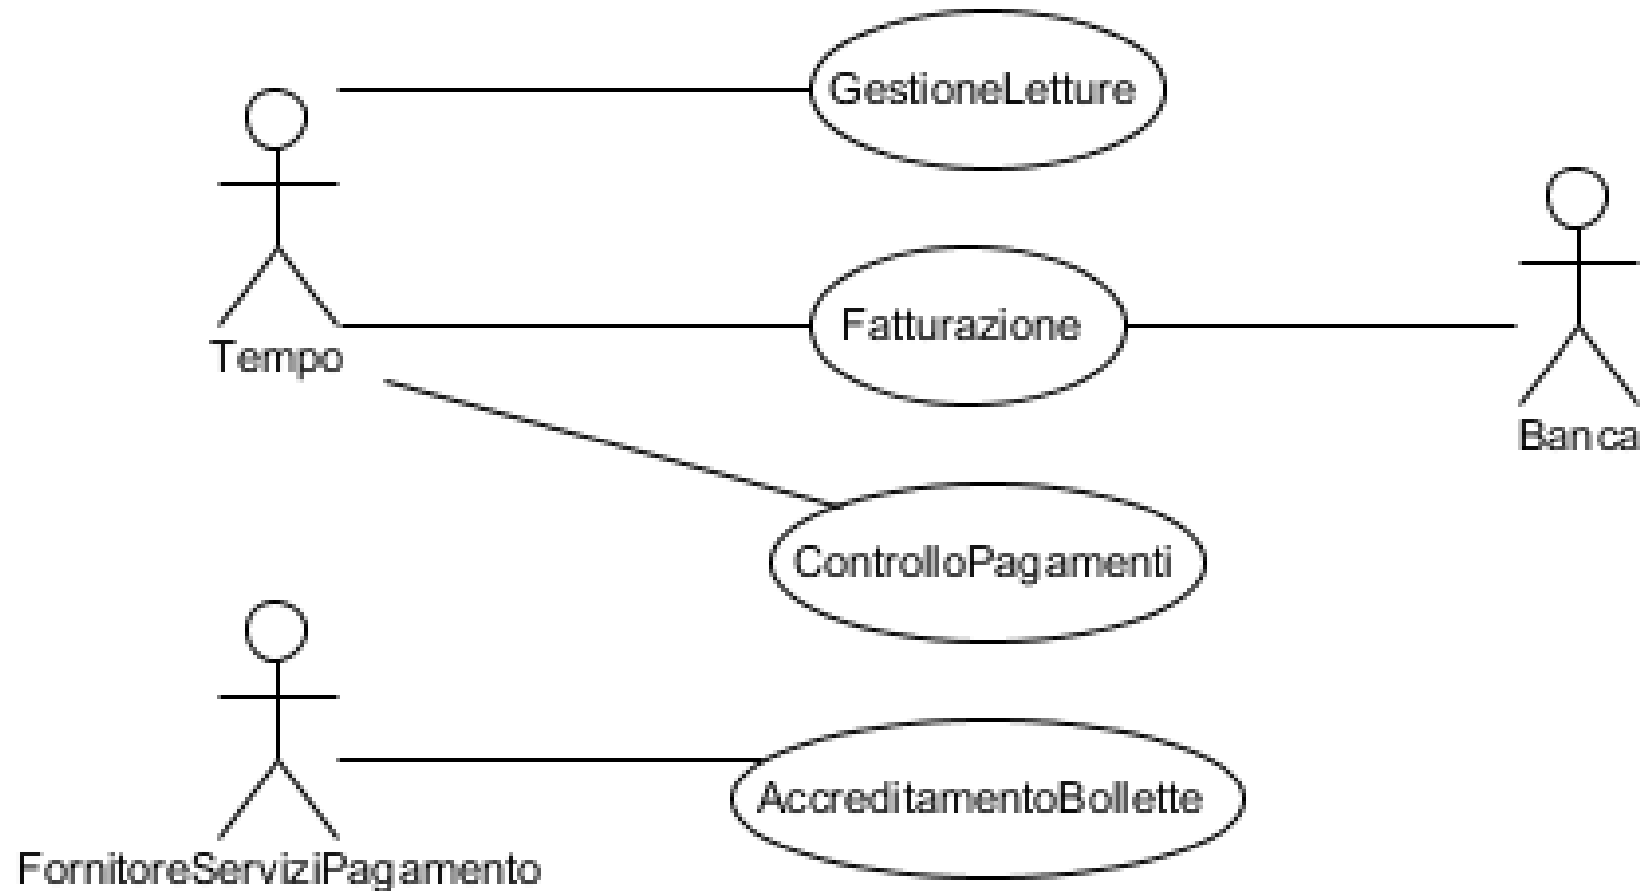 GestioneLetture
Fatturazione
Tempo
Banca
ControlloPagamenti
AccreditamentoBollette
FornitoreServiziPagamento